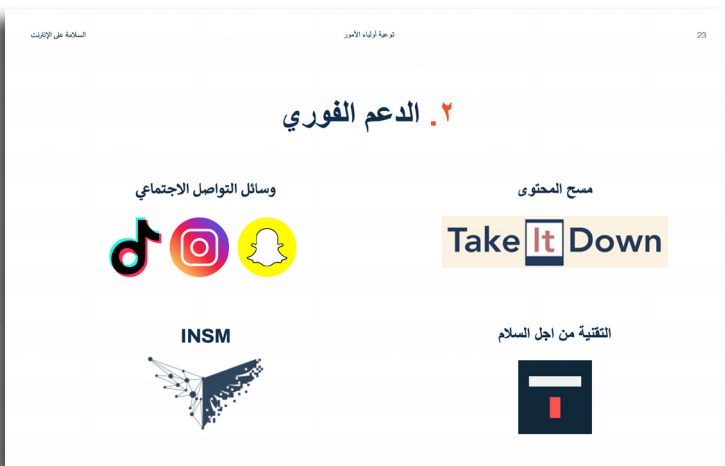 23
توعية أولياء الأمور
السلامة على الإنترنت
٢. الدعم الفوري
مسح المحتوى
وسائل التواصل الاجتماعي
Take It Down
التقنية من اجل السلام
INSM